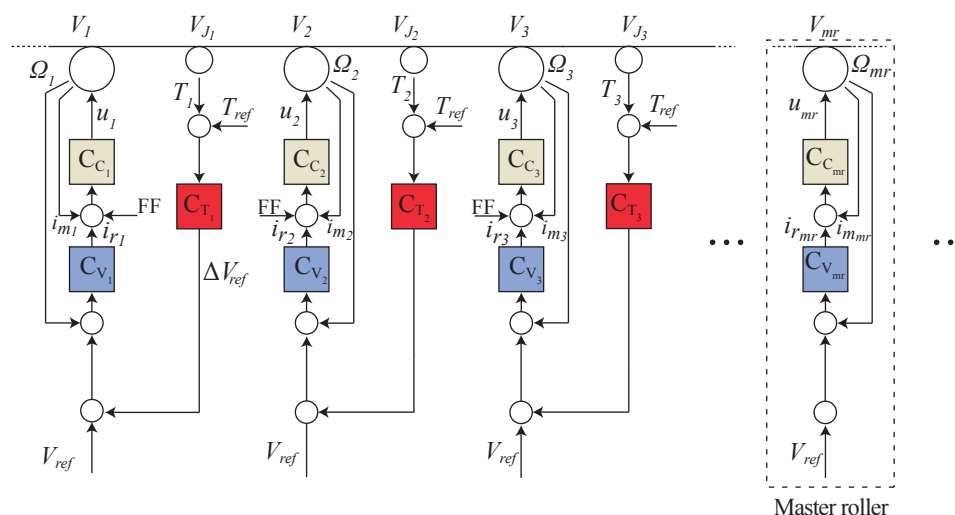 V1 VJ1 V2 VJ2 V3 VJ3 Vmr
Ω1 Ω2 Ω3 Ωmr
T1 T2 T3
u1 Tref u2 Tref u3 Tref umr
CC1 CC2 CC3 CCmr
CT1 CT2 CT3
FF FF FF
im1 ir1 ir2 im2 ir3 im3 irmr immr
CV1 ΔVref CV2 CV3 CVmr
Vref Vref Vref Vref
Master roller